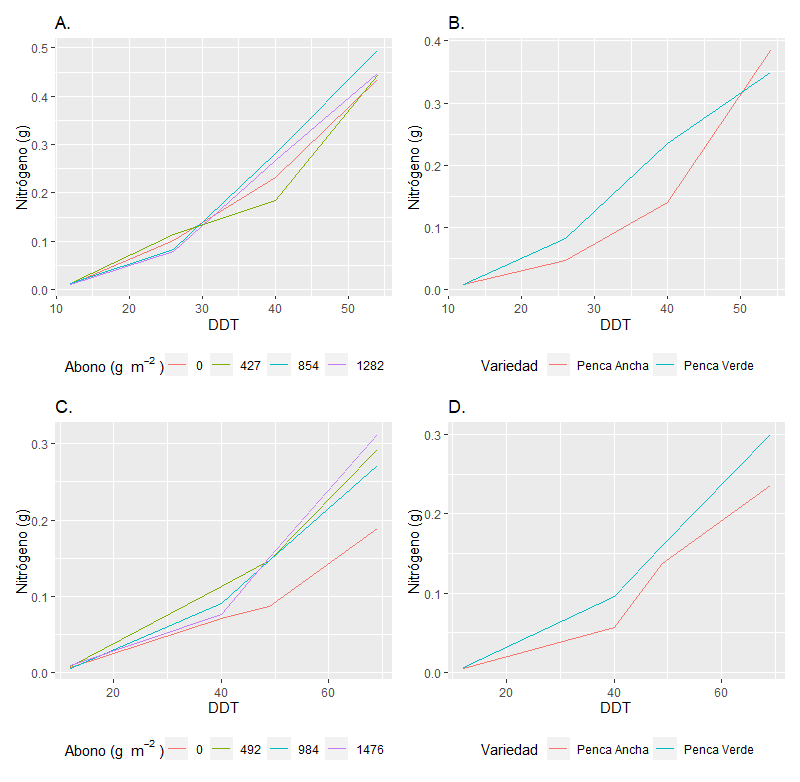 A.
Nitrógeno (g)
0.5
0.4
0.3
0.2
0.1
0.0
10 20 30 40 50
DDT
Abono (g m−2 ) 0 427 854 1282
B.
Nitrógeno (g)
0.4
0.3
0.2
0.1
0.0
10 20 30 40 50
DDT
Variedad Penca Ancha Penca Verde
C.
Nitrógeno (g)
0.3
0.2
0.1
0.0
20 40 60
DDT
Abono (g m−2 ) 0 492 984 1476
D.
Nitrógeno (g)
0.3
0.2
0.1
0.0
20 40 60
DDT
Variedad Penca Ancha Penca Verde